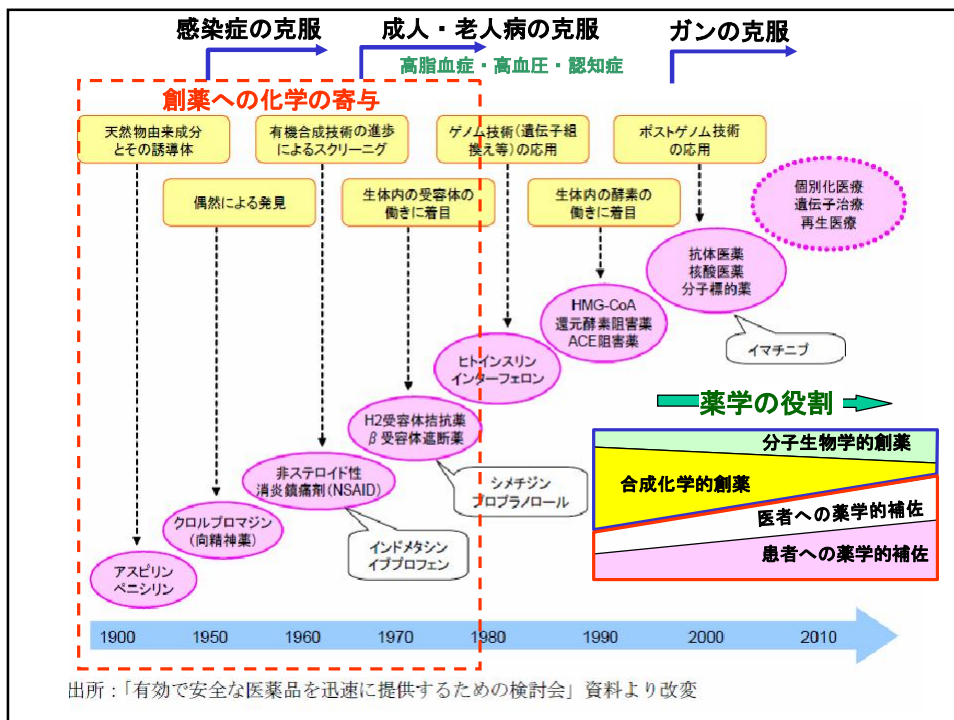 感染症の克服
成人・老人病の克服
ガンの克服
高脂血症・高血圧・認知症
創薬への化学の寄与
天然物由来成分
とその誘導体
有機合成技術の進歩
によるスクリーニング
ゲノム技術(遺伝子組
換え等)の応用
ポストゲノム技術
の応用
偶然による発見
生体内の受容体の
働きに着目
生体内の酵素の
働きに着目
個別化医療
遺伝子治療
再生医療
抗体医薬
核酸医薬
分子標的薬
HMG-CoA
還元酵素阻害薬
ACE阻害薬
イマチニブ
ヒトインスリン
インターフェロン
H2受容体拮抗薬
β受容体遮断薬
シメチジン
プロプラノロール
非ステロイド性
消炎鎮痛剤(NSAID)
インドメタシン
イブプロフェン
クロルプロマジン
(向精神薬)
アスピリン
ペニシリン
薬学の役割
分子生物学的創薬
合成化学的創薬
医者への薬学的補佐
患者への薬学的補佐
1900 1950 1960 1970 1980 1990 2000 2010
出所:「有効で安全な医薬品を迅速に提供するための検討会」資料より改変